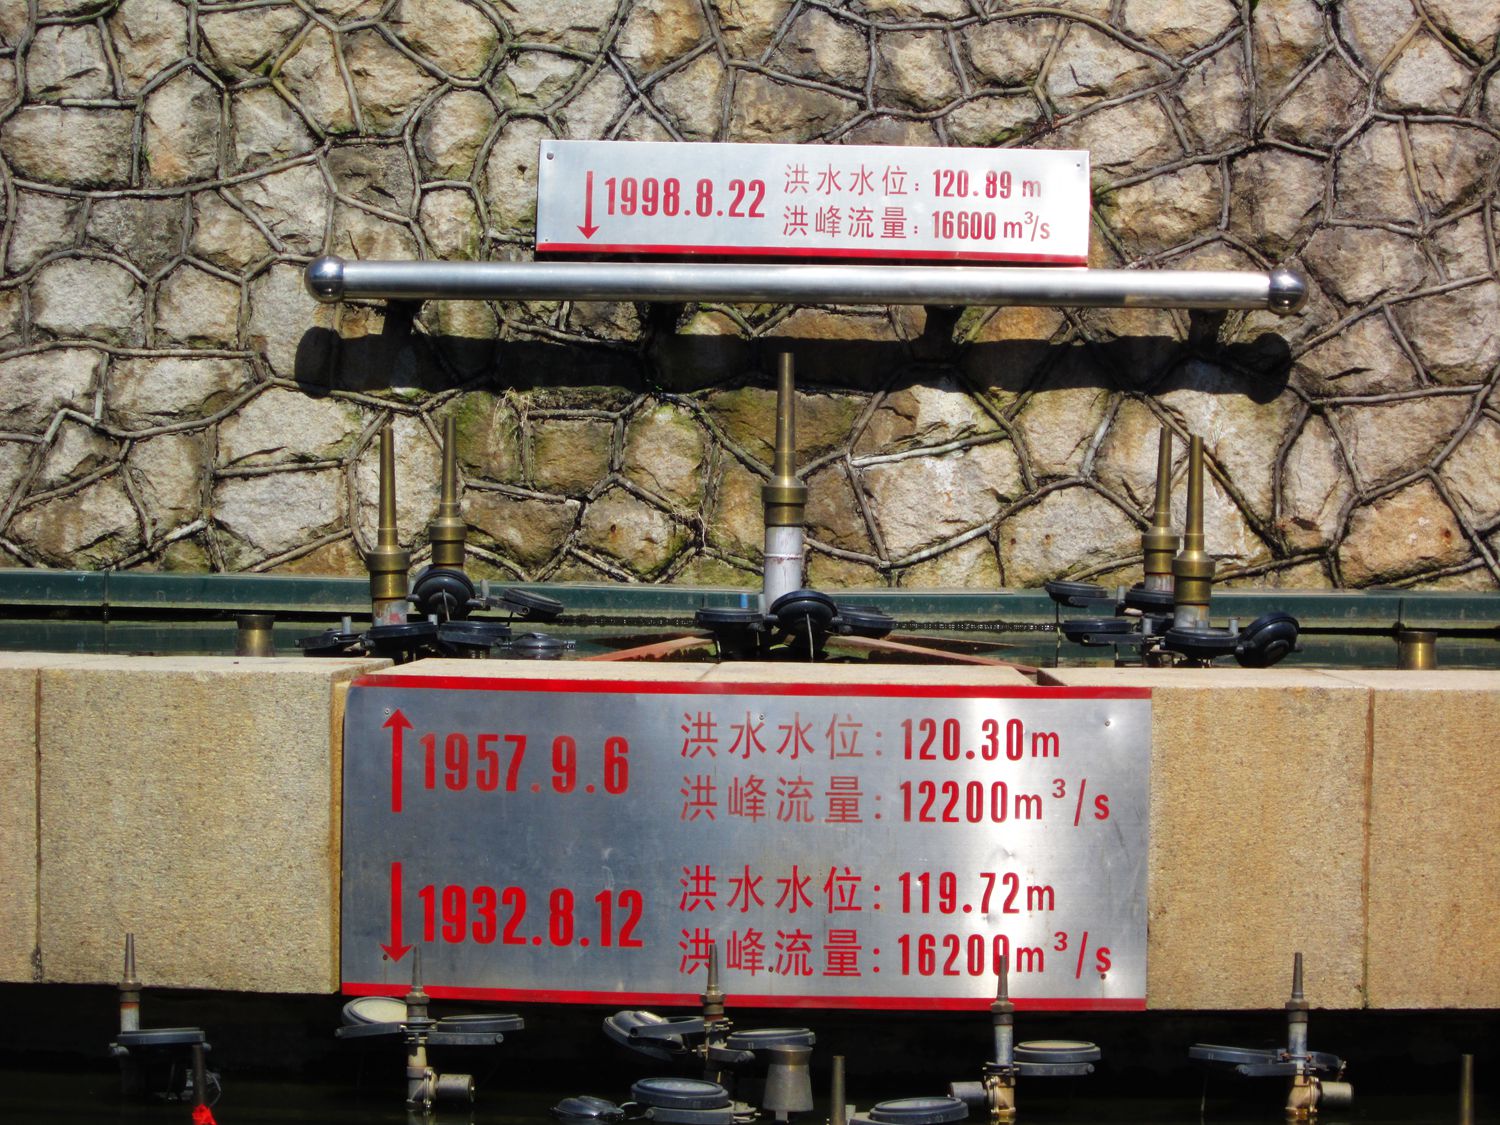 ↓1998.8.22
洪水水位：120.89 m
洪峰流量：16600 m³/s
↑1957.9.6
洪水水位：120.30m
洪峰流量：12200m³/s
↓1932.8.12
洪水水位：119.72m
洪峰流量：16200m³/s